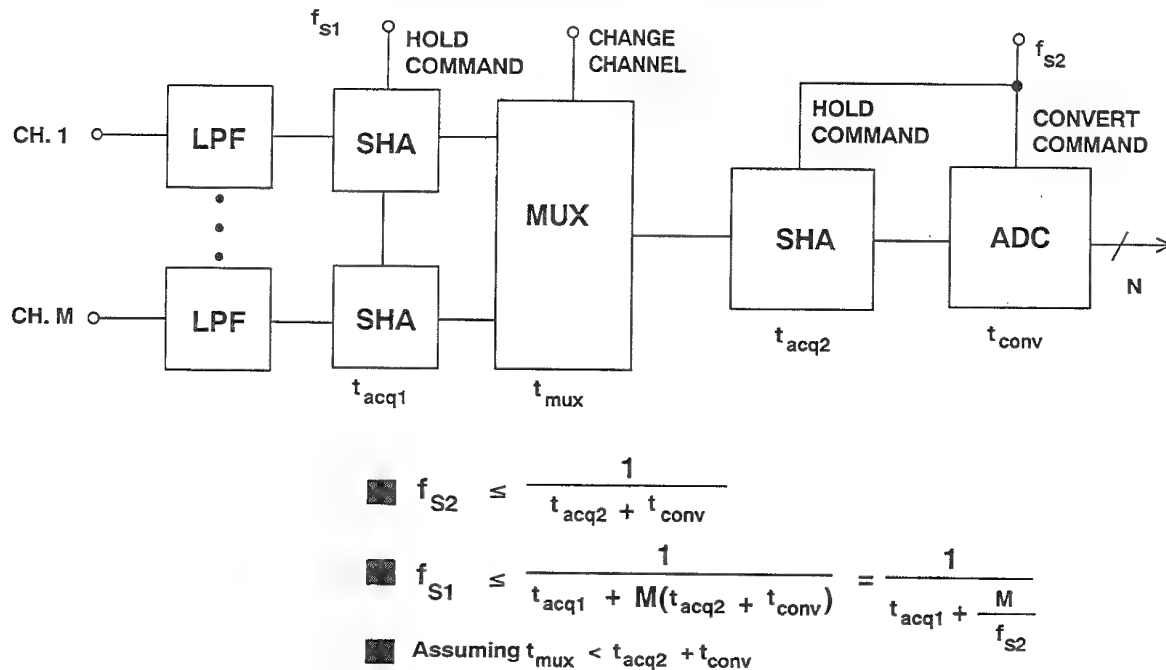 f_S1
HOLD
COMMAND
CHANGE
CHANNEL
f_S2
HOLD
COMMAND
CONVERT
COMMAND
CH. 1
LPF
SHA
MUX
SHA
ADC
N
CH. M
LPF
SHA
t_acq1
t_mux
t_acq2
t_conv
f_S2 ≤ 1 / (t_acq2 + t_conv)
f_S1 ≤ 1 / (t_acq1 + M(t_acq2 + t_conv)) = 1 / (t_acq1 + M / f_s2)
Assuming t_mux < t_acq2 + t_conv